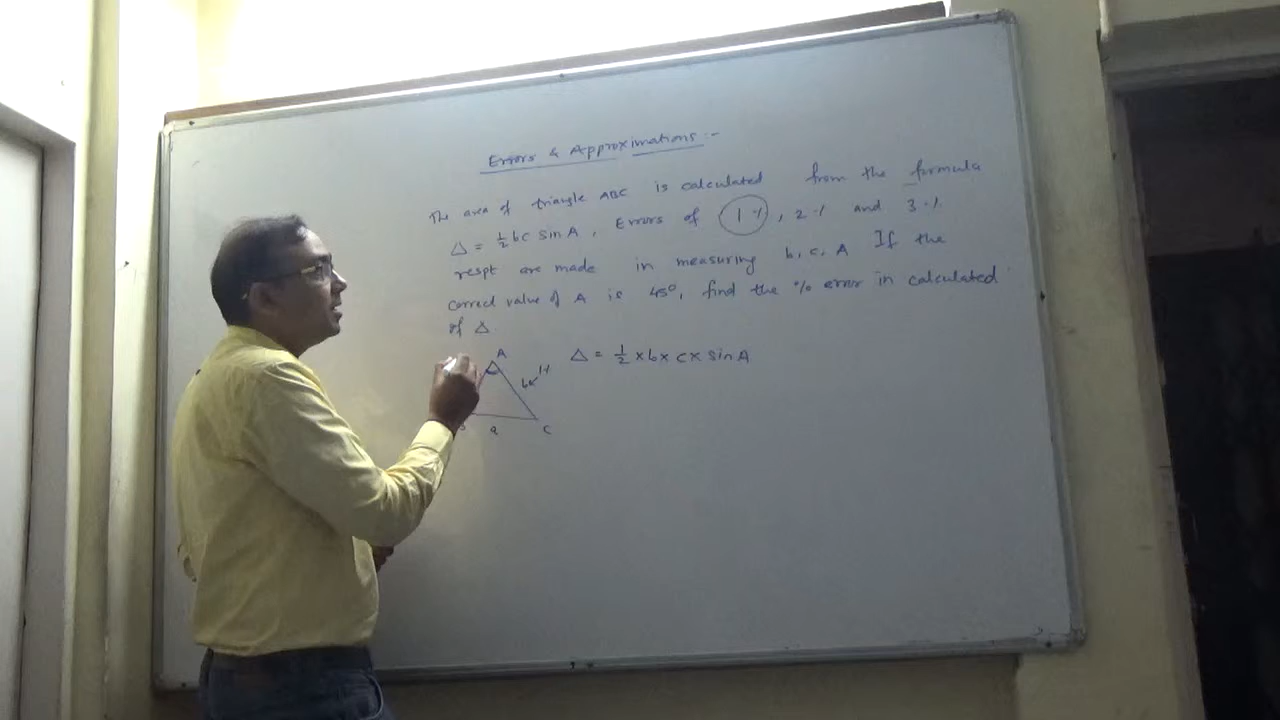 Errors & Approximations:-
The area of triangle ABC is calculated from the formula
Δ = 1/2 bc sin A, Errors of 1%, 2% and 3%
respt are made in measuring b, c, A If the
correct value of A is 45°, find the % error in calculated
of Δ
A
Δ = 1/2 × b × c × sin A
b 1%
B a C